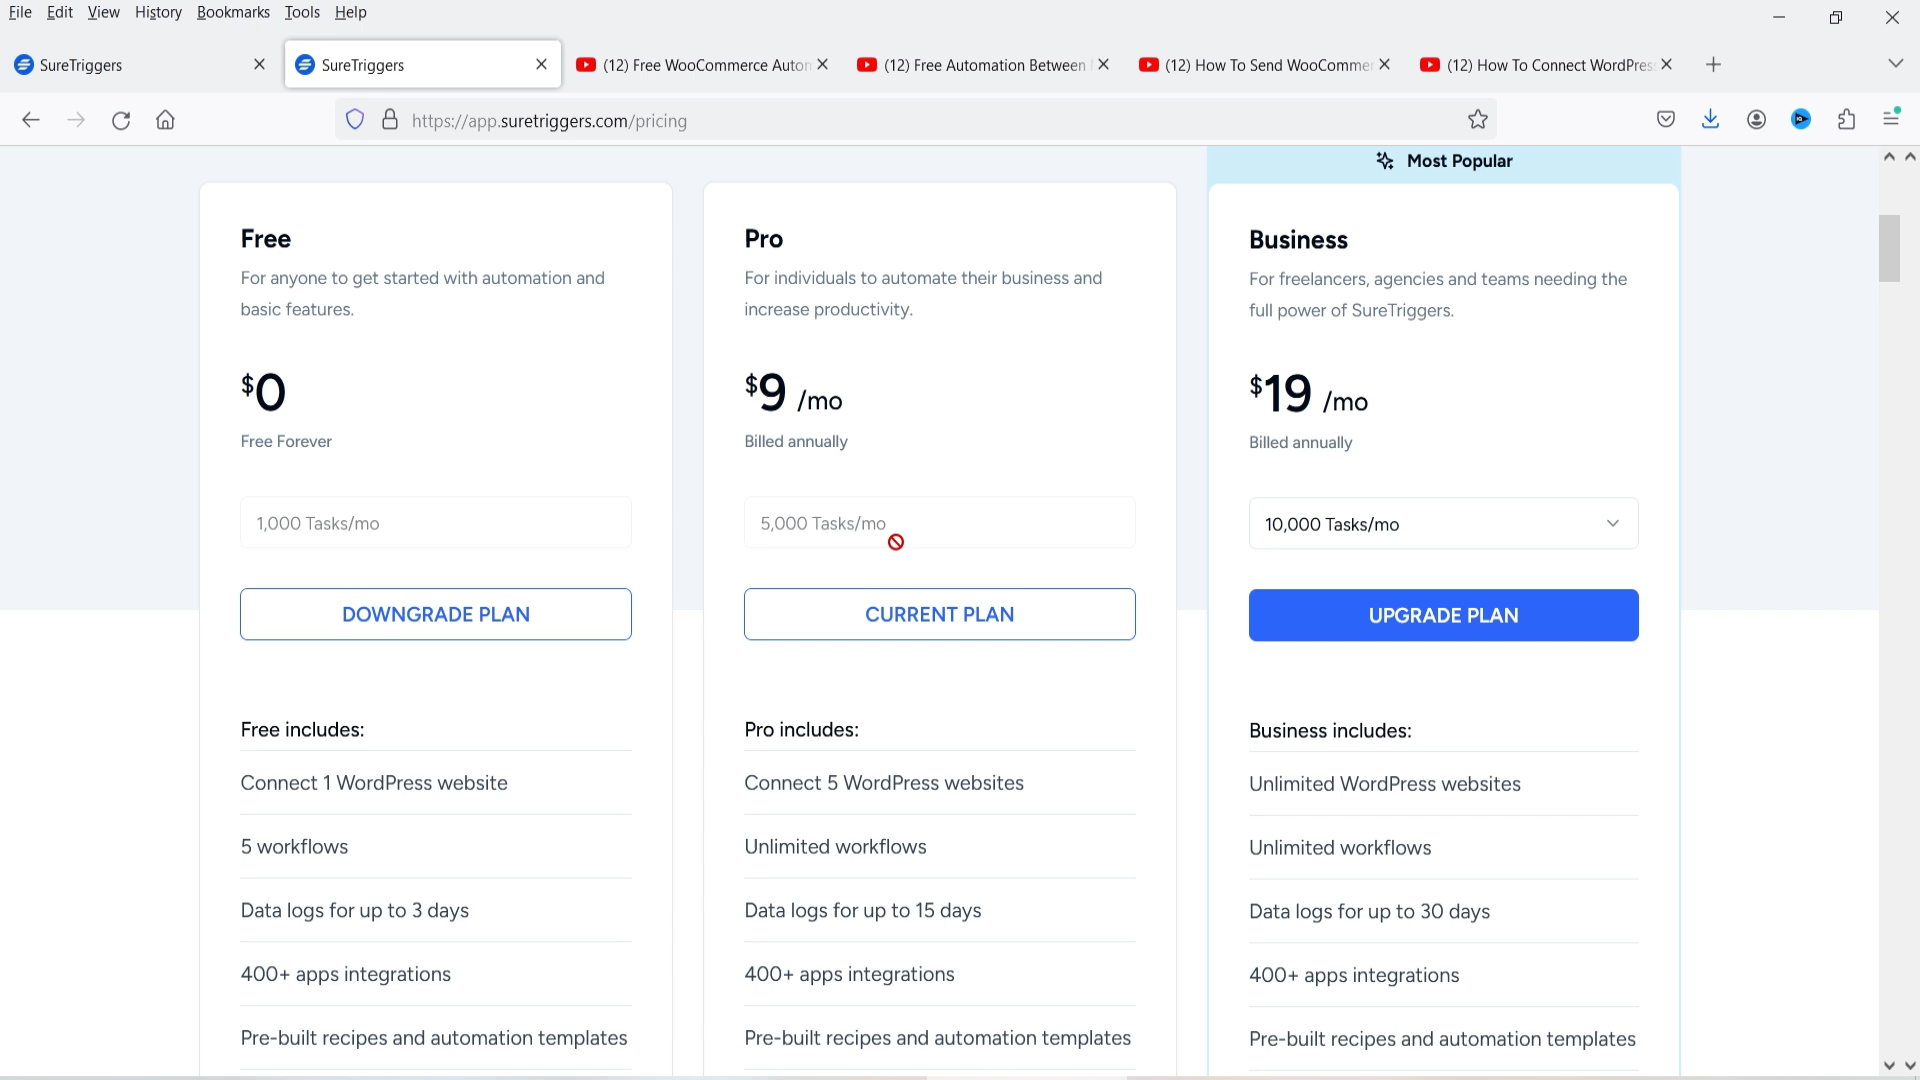 File Edit View History Bookmarks Tools Help
SureTriggers
SureTriggers
(12) Free WooCommerce Auton
(12) Free Automation Between
(12) How To Send WooComme
(12) How To Connect WordPres
https://app.suretriggers.com/pricing
Most Popular
Free
For anyone to get started with automation and
basic features.
$0
Free Forever
1,000 Tasks/mo
DOWNGRADE PLAN
Free includes:
Connect 1 WordPress website
5 workflows
Data logs for up to 3 days
400+ apps integrations
Pre-built recipes and automation templates
Pro
For individuals to automate their business and
increase productivity.
$9 /mo
Billed annually
5,000 Tasks/mo
CURRENT PLAN
Pro includes:
Connect 5 WordPress websites
Unlimited workflows
Data logs for up to 15 days
400+ apps integrations
Pre-built recipes and automation templates
Business
For freelancers, agencies and teams needing the
full power of SureTriggers.
$19 /mo
Billed annually
10,000 Tasks/mo
UPGRADE PLAN
Business includes:
Unlimited WordPress websites
Unlimited workflows
Data logs for up to 30 days
400+ apps integrations
Pre-built recipes and automation templates